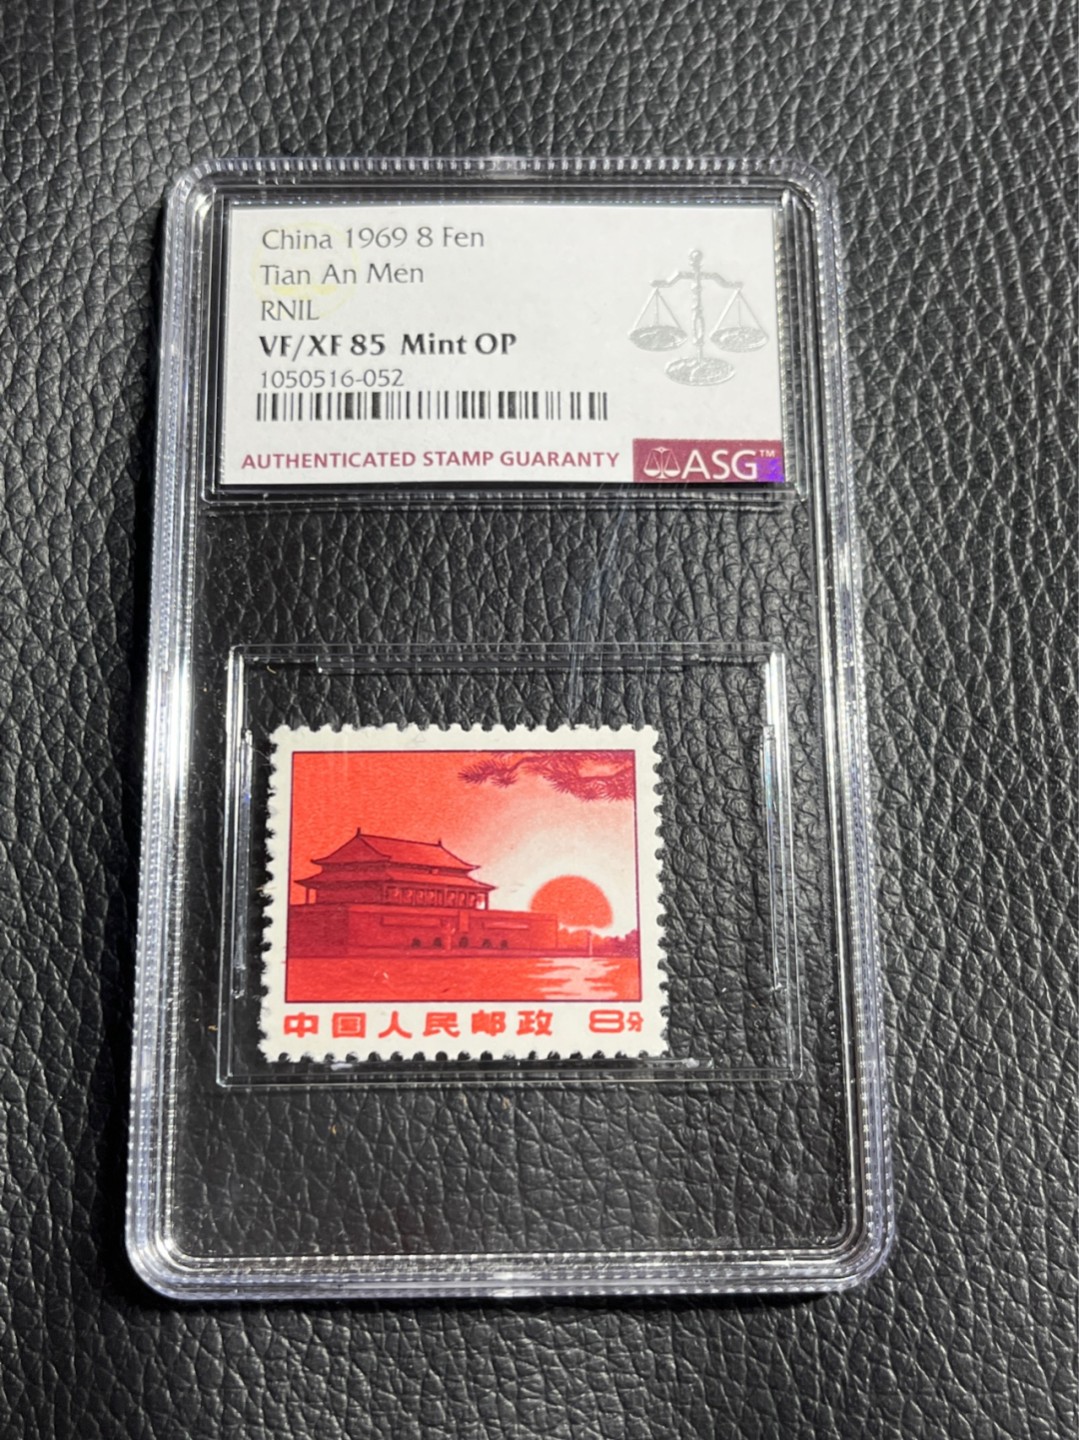 China 1969 8 Fen
Tian An Men
RNIL
VF/XF 85 Mint OP
1050516-052
AUTHENTICATED STAMP GUARANTY
ASG™
中国人民邮政 8分